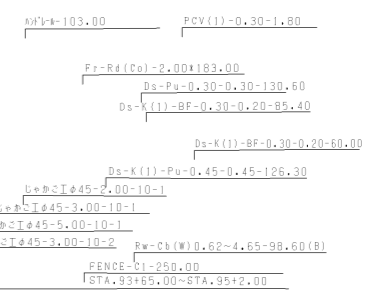 ﾊﾝﾄﾞﾚｰﾙ-103.00
PCV(1)-0.30-1.80
Fr-Rd(Co)-2.00*183.00
Ds-Pu-0.30-0.30-130.60
Ds-K(1)-BF-0.30-0.20-85.40
Ds-K(1)-BF-0.30-0.20-60.00
Ds-K(1)-Pu-0.45-0.45-126.30
じゃかご工φ45-2.00-10-1
じゃかご工φ45-3.00-10-1
かご工φ45-5.00-10-1
ご工φ45-3.00-10-2
Rw-Cb(W)0.62~4.65-98.60(B)
FENCE-C1-250.00
STA.93+65.00~STA.95+2.00